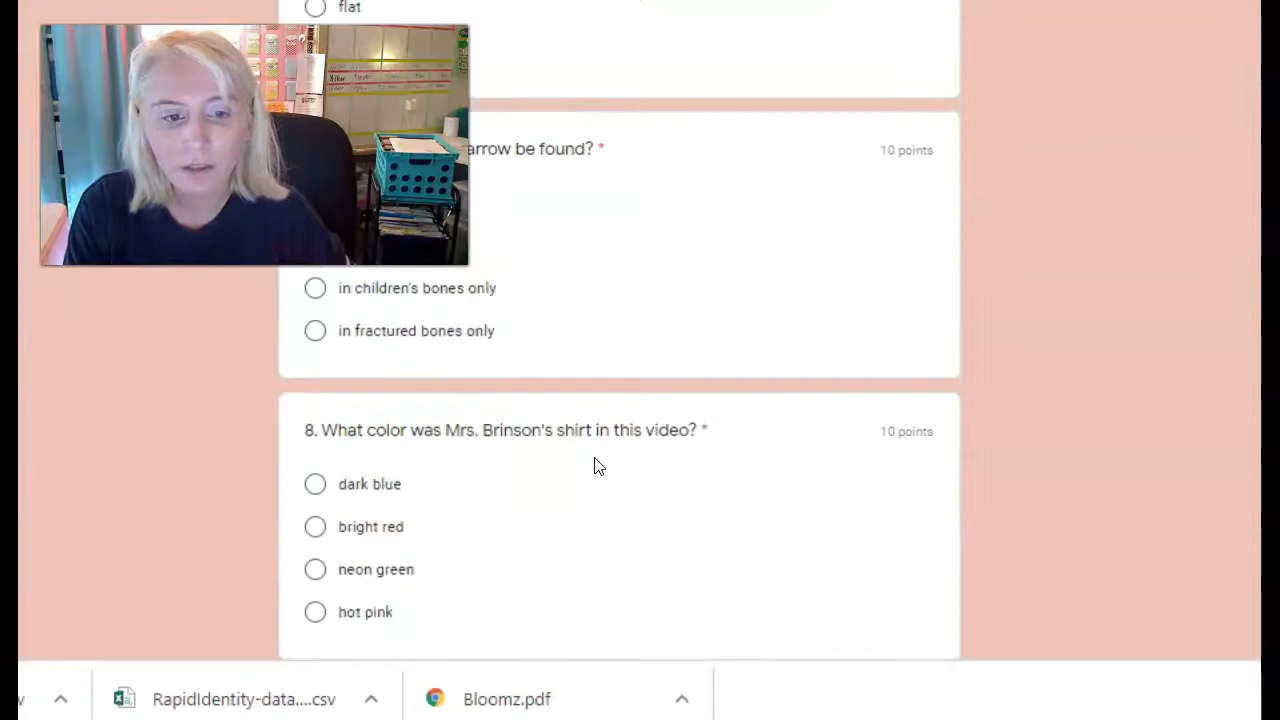 flat
arrow be found? *
10 points
in children's bones only
in fractured bones only
8. What color was Mrs. Brinson's shirt in this video? *
10 points
dark blue
bright red
neon green
hot pink
v
RapidIdentity-data....csv
Bloomz.pdf